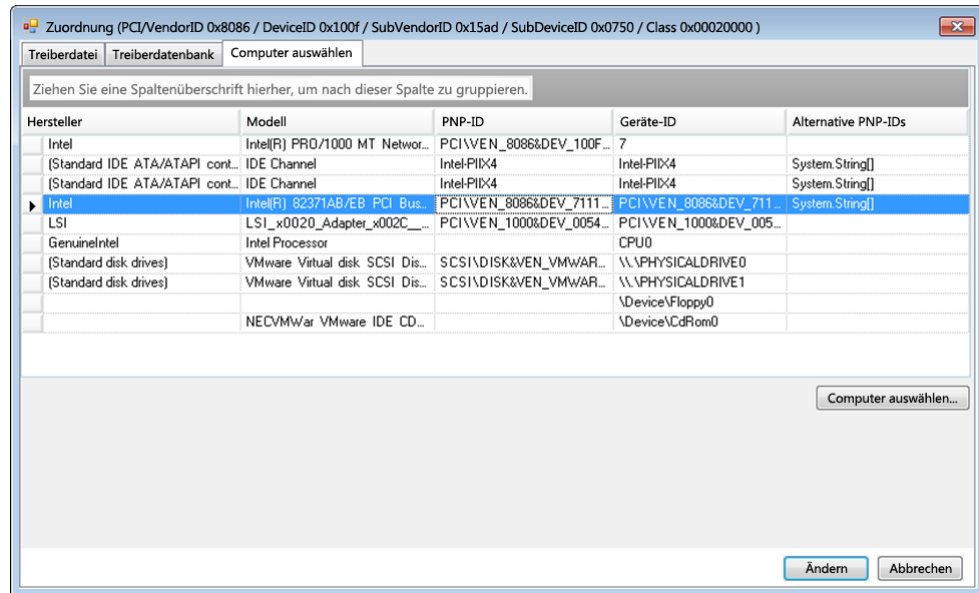 Zuordnung (PCI/VendorID 0x8086 / DeviceID 0x100f / SubVendorID 0x15ad / SubDeviceID 0x0750 / Class 0x00020000 )
Treiberdatei Treiberdatenbank Computer auswählen
Ziehen Sie eine Spaltenüberschrift hierher, um nach dieser Spalte zu gruppieren.
Hersteller Modell PNP-ID Geräte-ID Alternative PNP-IDs
Intel Intel(R) PRO/1000 MT Networ... PCI\VEN_8086&DEV_100F... 7
(Standard IDE ATA/ATAPI cont... IDE Channel Intel-PIIX4 Intel-PIIX4 System.String[]
(Standard IDE ATA/ATAPI cont... IDE Channel Intel-PIIX4 Intel-PIIX4 System.String[]
Intel Intel(R) 82371AB/EB PCI Bus... PCI\VEN_8086&DEV_7111... PCI\VEN_8086&DEV_711... System.String[]
LSI LSI_x0020_Adapter_x002C__... PCI\VEN_1000&DEV_0054... PCI\VEN_1000&DEV_005...
GenuineIntel Intel Processor CPU0
(Standard disk drives) VMware Virtual disk SCSI Dis... SCSI\DISK&VEN_VMWAR... \\.\PHYSICALDRIVE0
(Standard disk drives) VMware Virtual disk SCSI Dis... SCSI\DISK&VEN_VMWAR... \\.\PHYSICALDRIVE1
\Device\Floppy0
NECVMWar VMware IDE CD... \Device\CdRom0
Computer auswählen...
Ändern Abbrechen